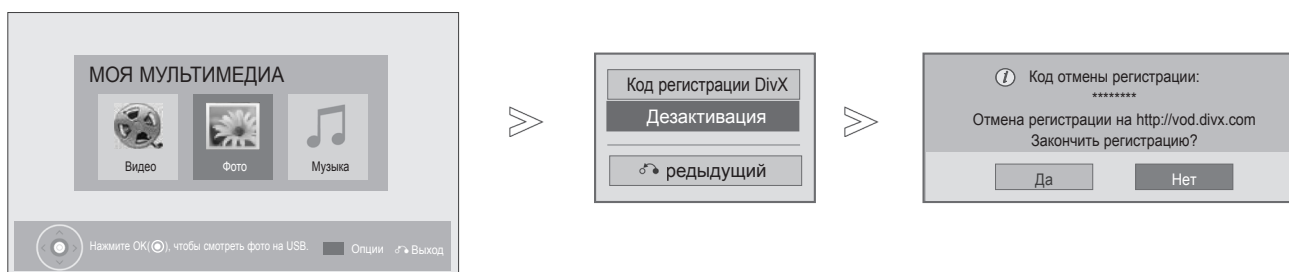 МОЯ МУЛЬТИМЕДИА
Видео
Фото
Музыка
Нажмите OK(◉), чтобы смотреть фото на USB.
Опции
Выход
Код регистрации DivX
Дезактивация
редыдущий
Код отмены регистрации:
********
Отмена регистрации на http://vod.divx.com
Закончить регистрацию?
Да
Нет